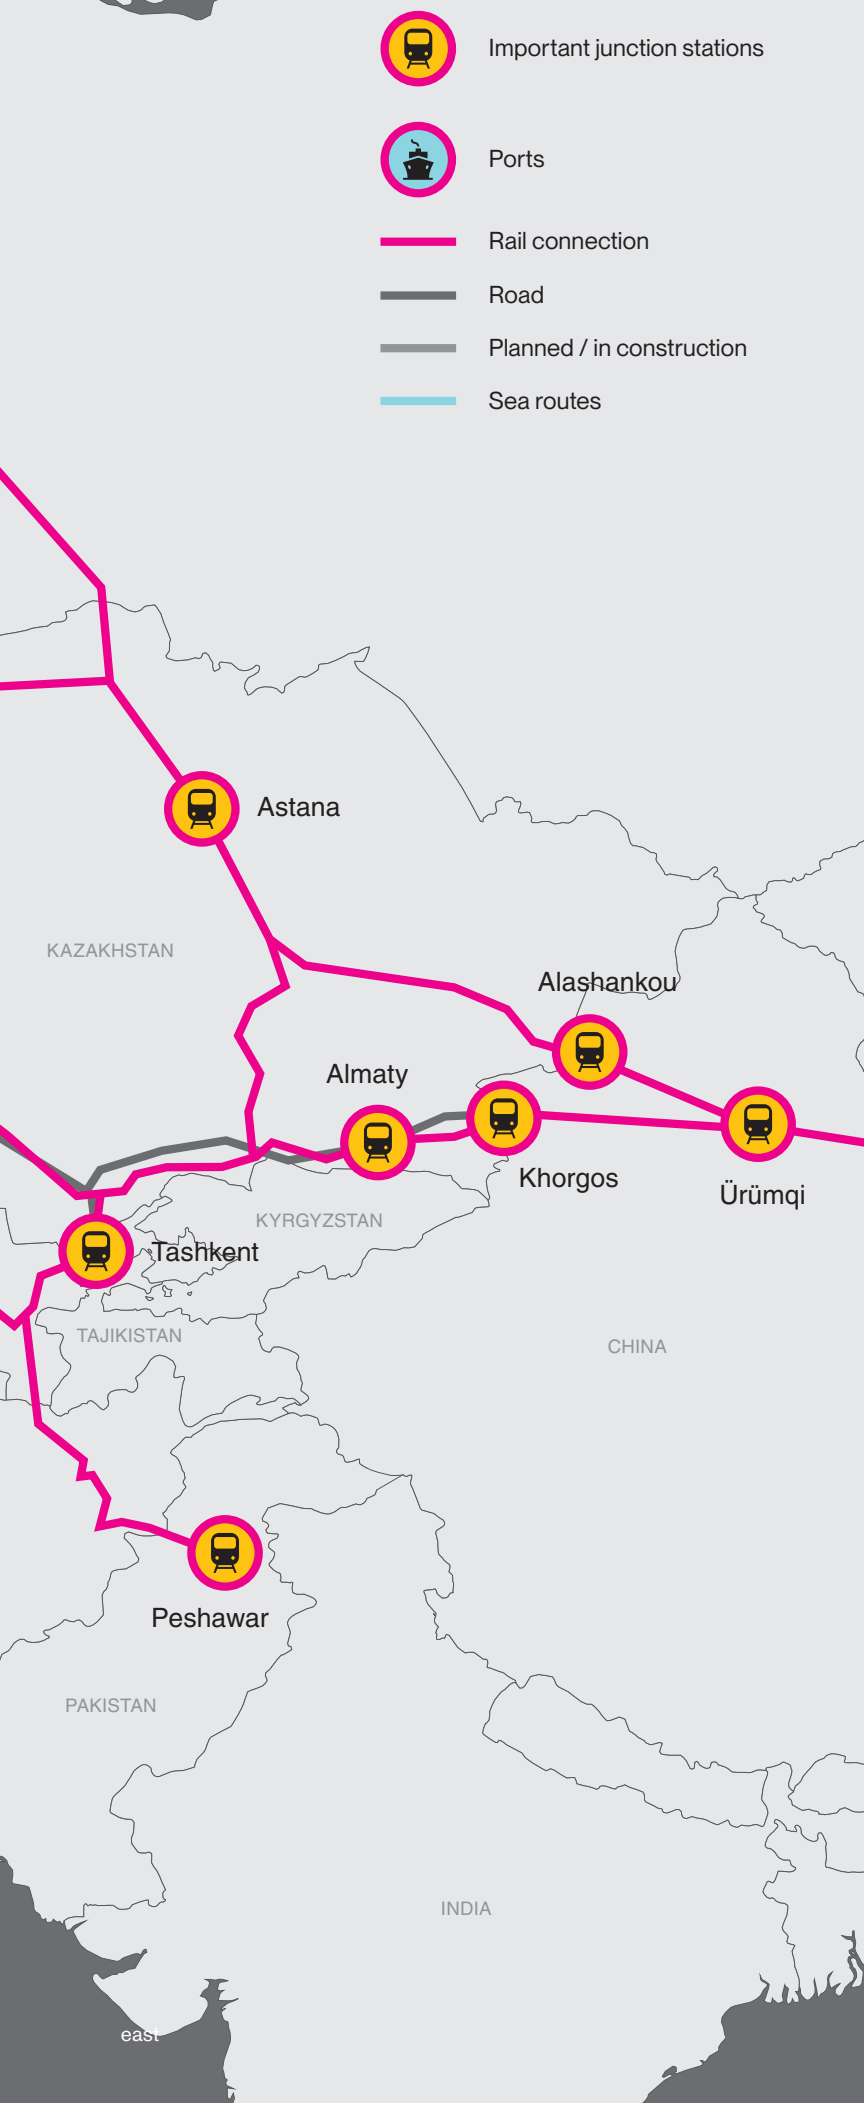 Important junction stations
Ports
Rail connection
Road
Planned / in construction
Sea routes
Astana
KAZAKHSTAN
Alashankou
Almaty
Khorgos
Ürümqi
KYRGYZSTAN
Tashkent
TAJIKISTAN
CHINA
Peshawar
PAKISTAN
INDIA
east